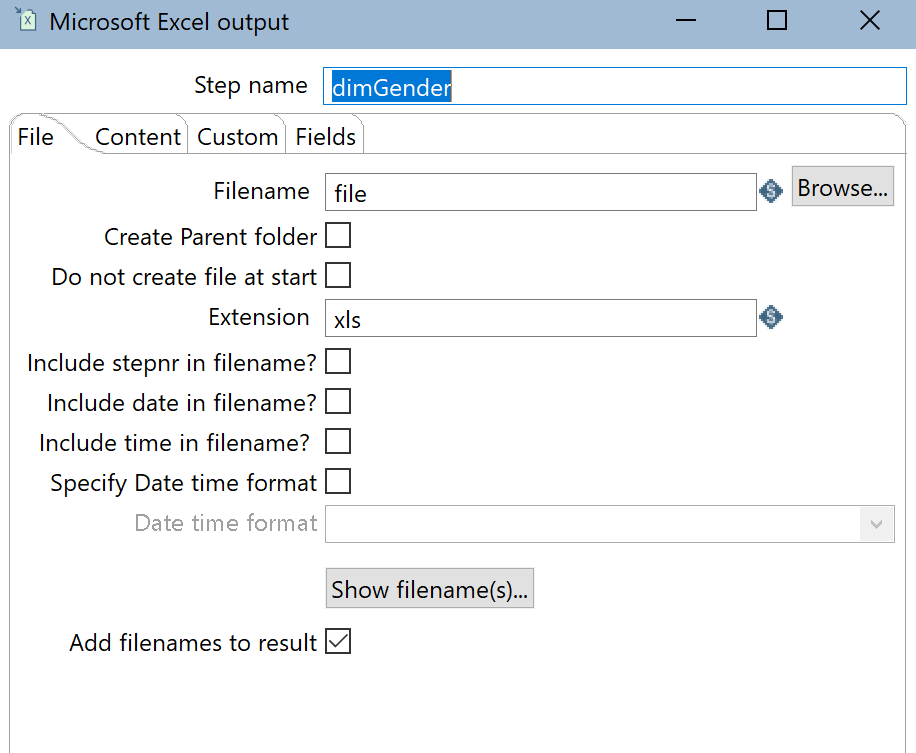 Microsoft Excel output
Step name dimGender
File Content Custom Fields
Filename file Browse...
Create Parent folder
Do not create file at start
Extension xls
Include stepnr in filename?
Include date in filename?
Include time in filename?
Specify Date time format
Date time format
Show filename(s)...
Add filenames to result